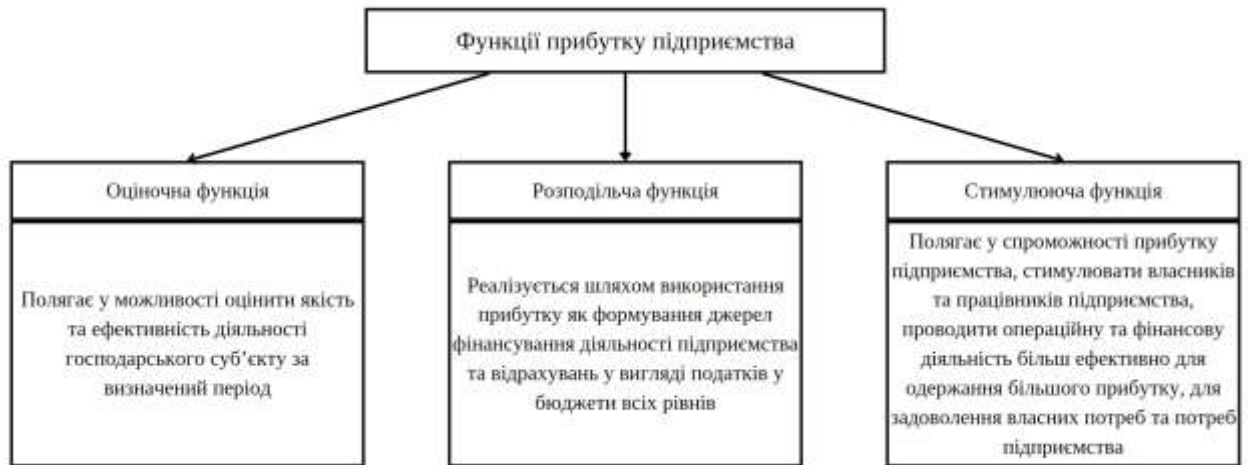 Функції прибутку підприємства
Оціночна функція
Полягає у можливості оцінити якість
та ефективність діяльності
господарського суб’єкту за
визначений період
Розподільча функція
Реалізується шляхом використання
прибутку як формування джерел
фінансування діяльності підприємства
та відрахувань у вигляді податків у
бюджети всіх рівнів
Стимулююча функція
Полягає у спроможності прибутку
підприємства, стимулювати власників
та працівників підприємства,
проводити операційну та фінансову
діяльність більш ефективно для
одержання більшого прибутку, для
задоволення власних потреб та потреб
підприємства